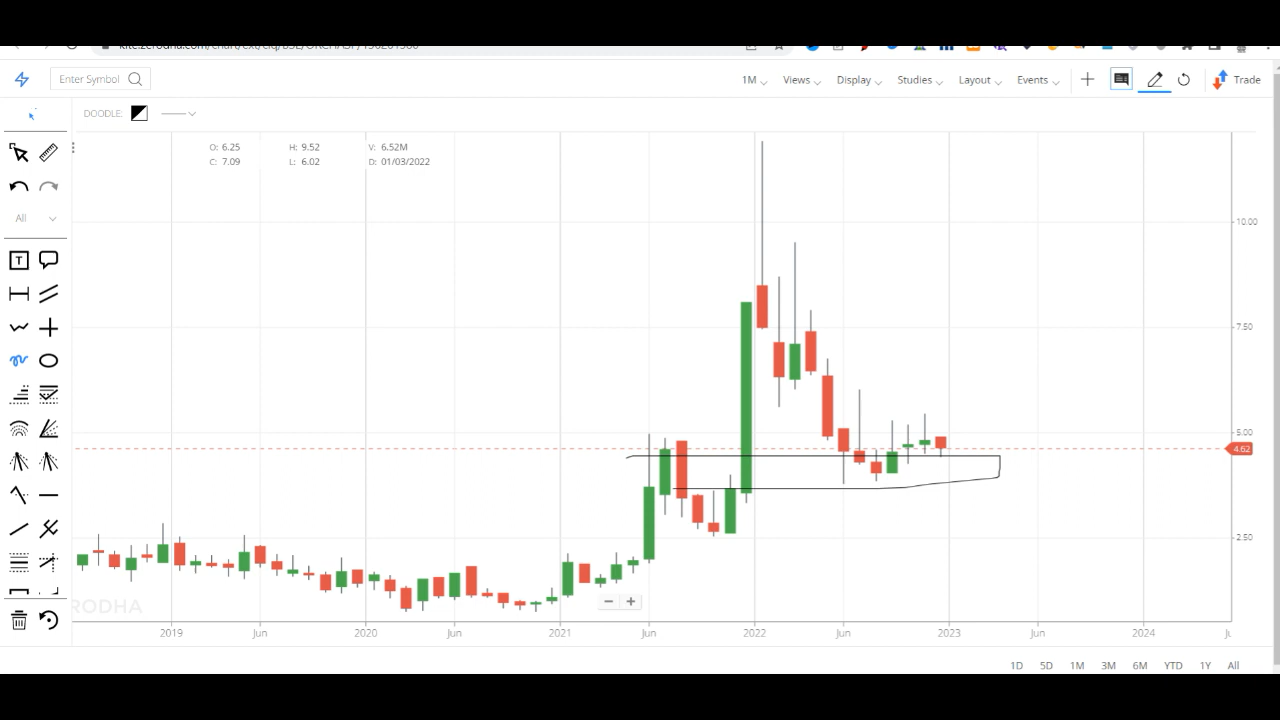 Enter Symbol
1M Views Display Studies Layout Events Trade
DOODLE:
O: 6.25 H: 9.52 V: 6.52M
C: 7.09 L: 6.02 D: 01/03/2022
All
T
10.00
7.50
5.00
4.62
2.50
RODHA
2019 Jun 2020 Jun 2021 Jun 2022 Jun 2023 Jun 2024
1D 5D 1M 3M 6M YTD 1Y All